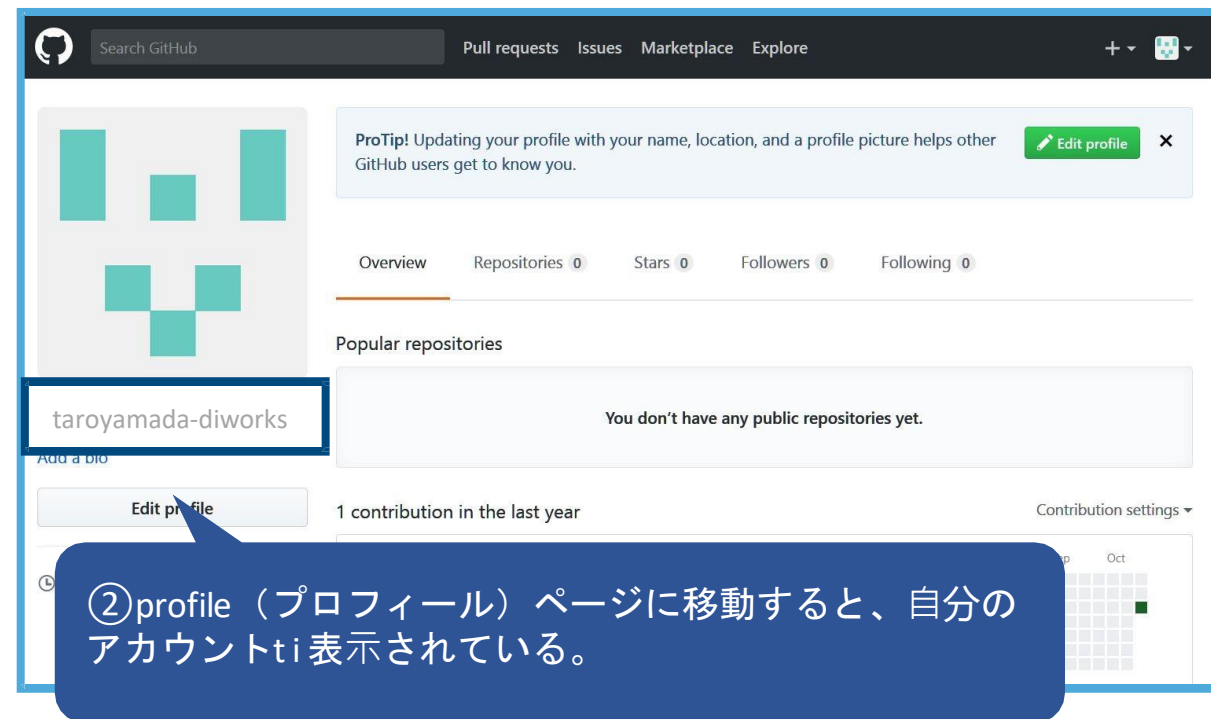 Search GitHub
Pull requests Issues Marketplace Explore
ProTip! Updating your profile with your name, location, and a profile picture helps other
GitHub users get to know you.
Edit profile
Overview Repositories 0 Stars 0 Followers 0 Following 0
Popular repositories
You don't have any public repositories yet.
taroyamada-diworks
Add a bio
Edit profile
1 contribution in the last year
Contribution settings
Oct
②profile（プロフィール）ページに移動すると、自分の
アカウントti表示されている。